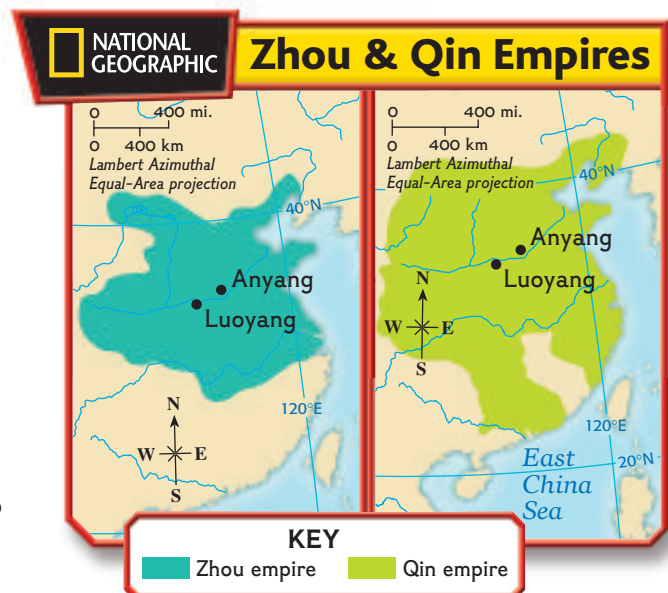 NATIONAL
GEOGRAPHIC
Zhou & Qin Empires
0 400 mi.
0 400 km
Lambert Azimuthal
Equal-Area projection
40°N
Anyang
Luoyang
120°E
N
W E
S
0 400 mi.
0 400 km
Lambert Azimuthal
Equal-Area projection
40°N
Anyang
Luoyang
N
W E
S
120°E
East
China
Sea
20°N
KEY
Zhou empire
Qin empire